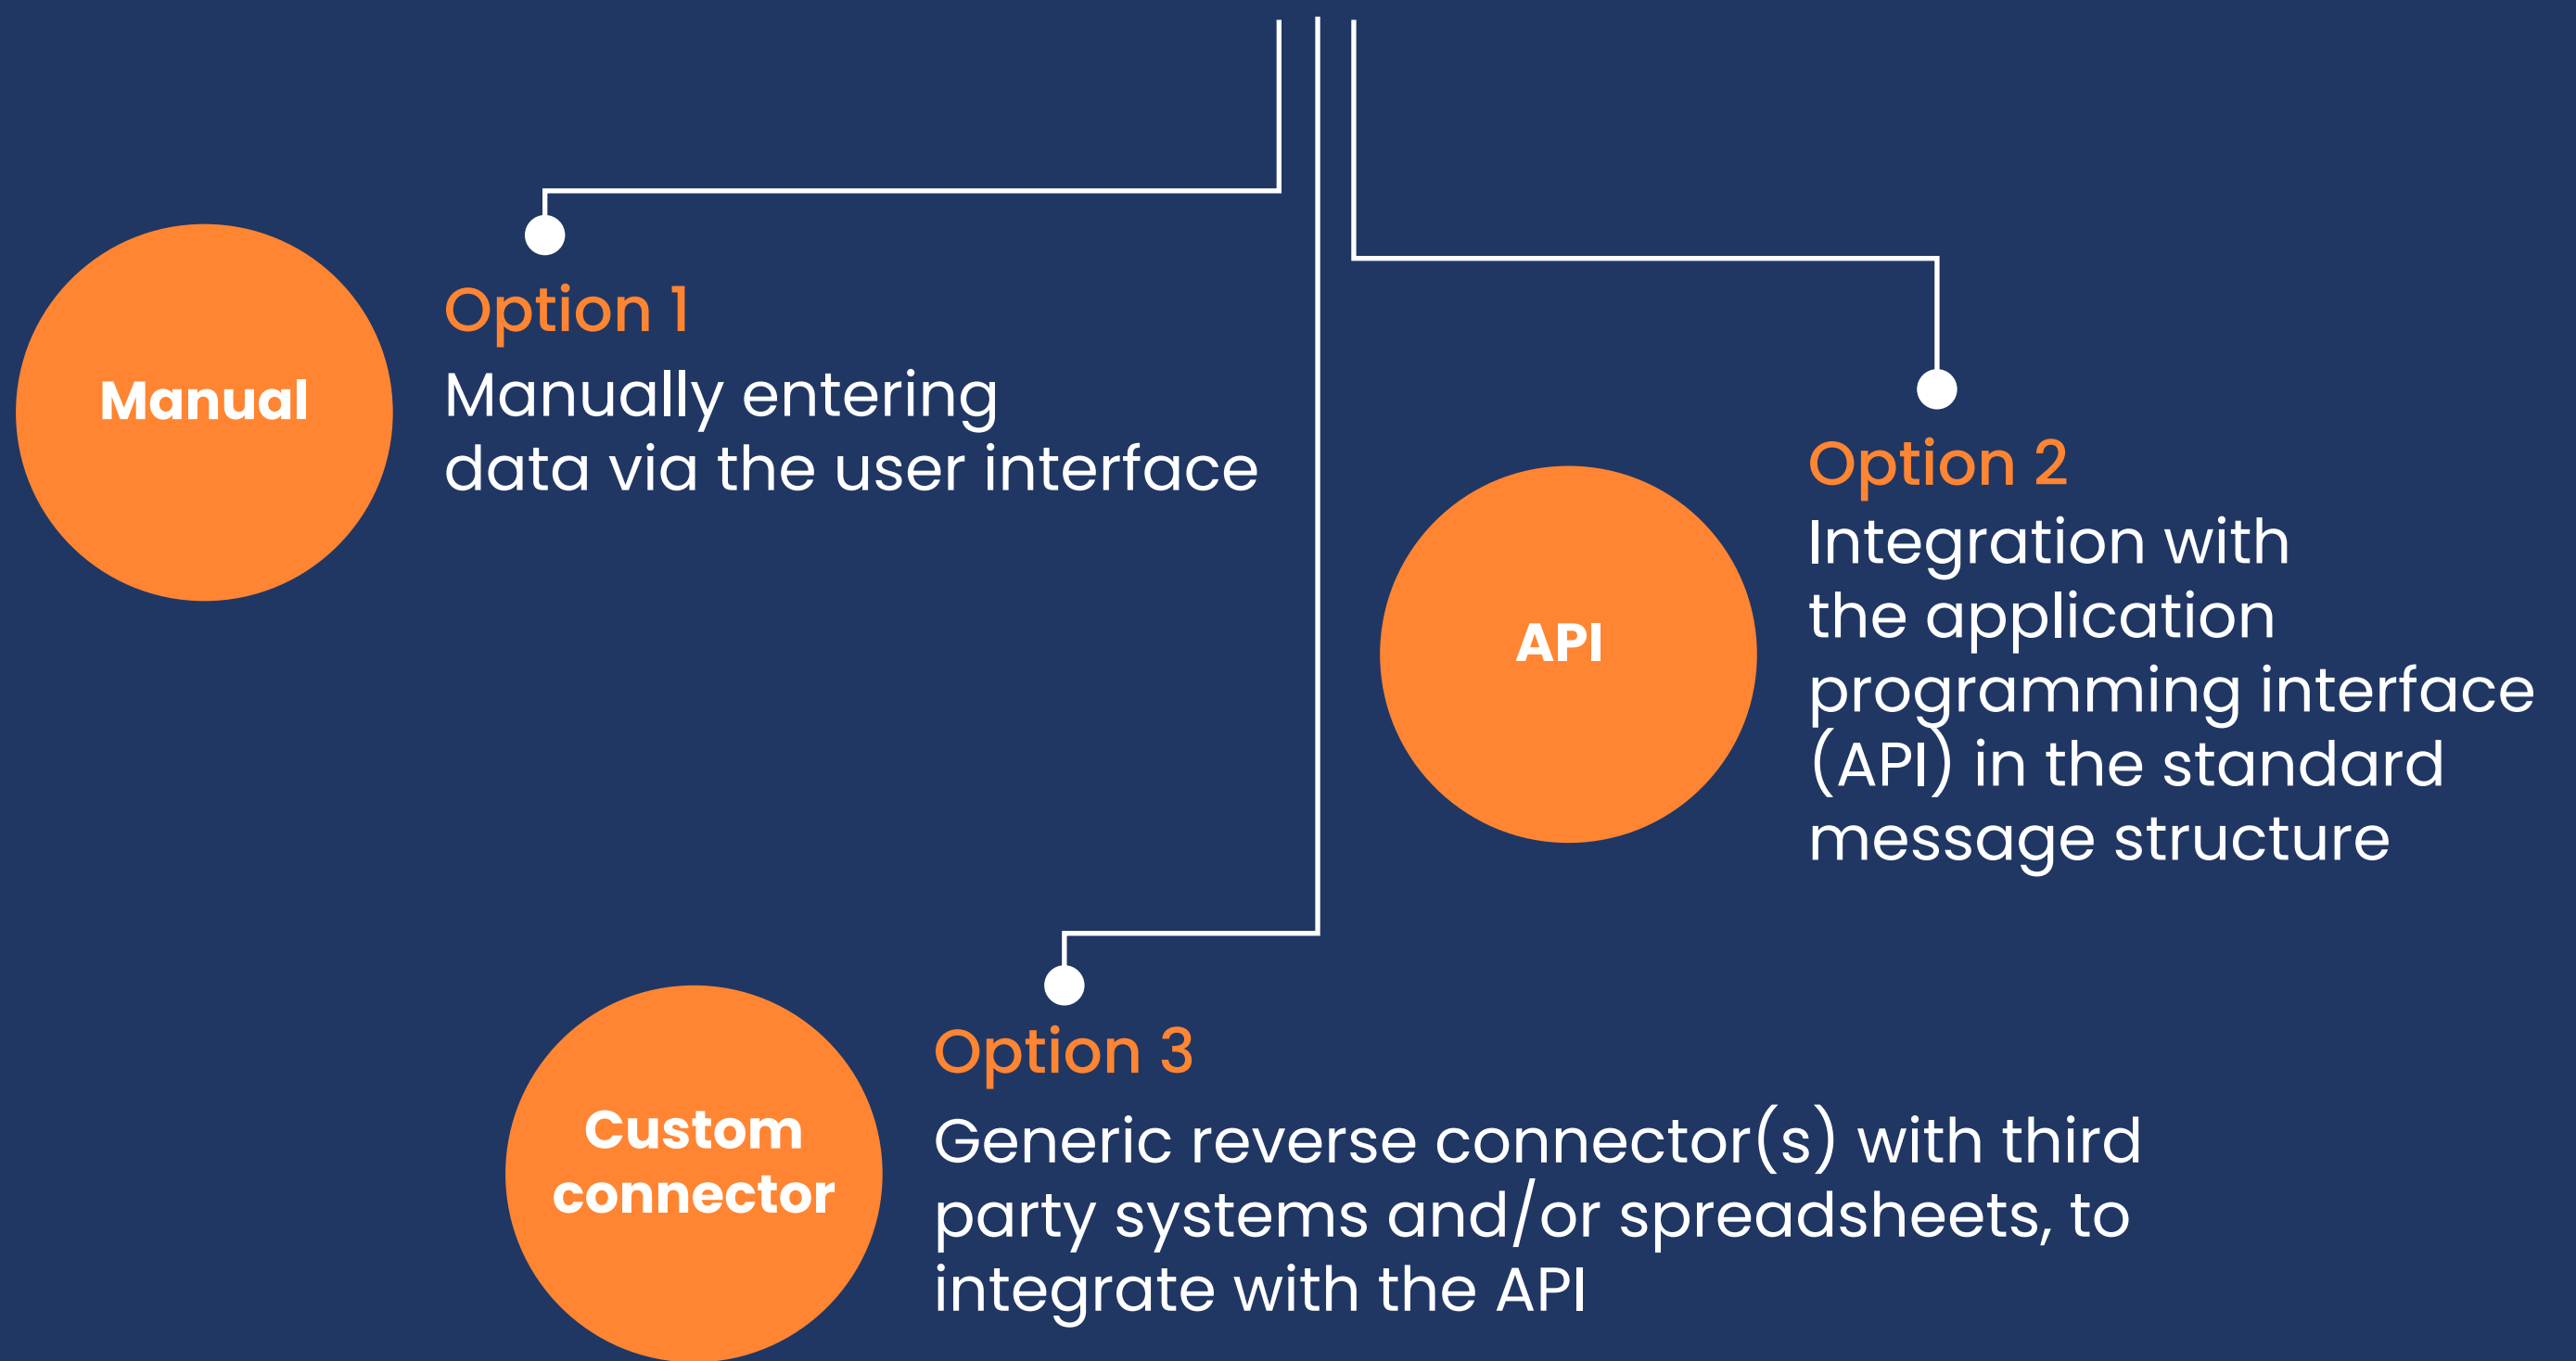 Manual
Option 1
Manually entering
data via the user interface
API
Option 2
Integration with
the application
programming interface
(API) in the standard
message structure
Custom
connector
Option 3
Generic reverse connector(s) with third
party systems and/or spreadsheets, to
integrate with the API